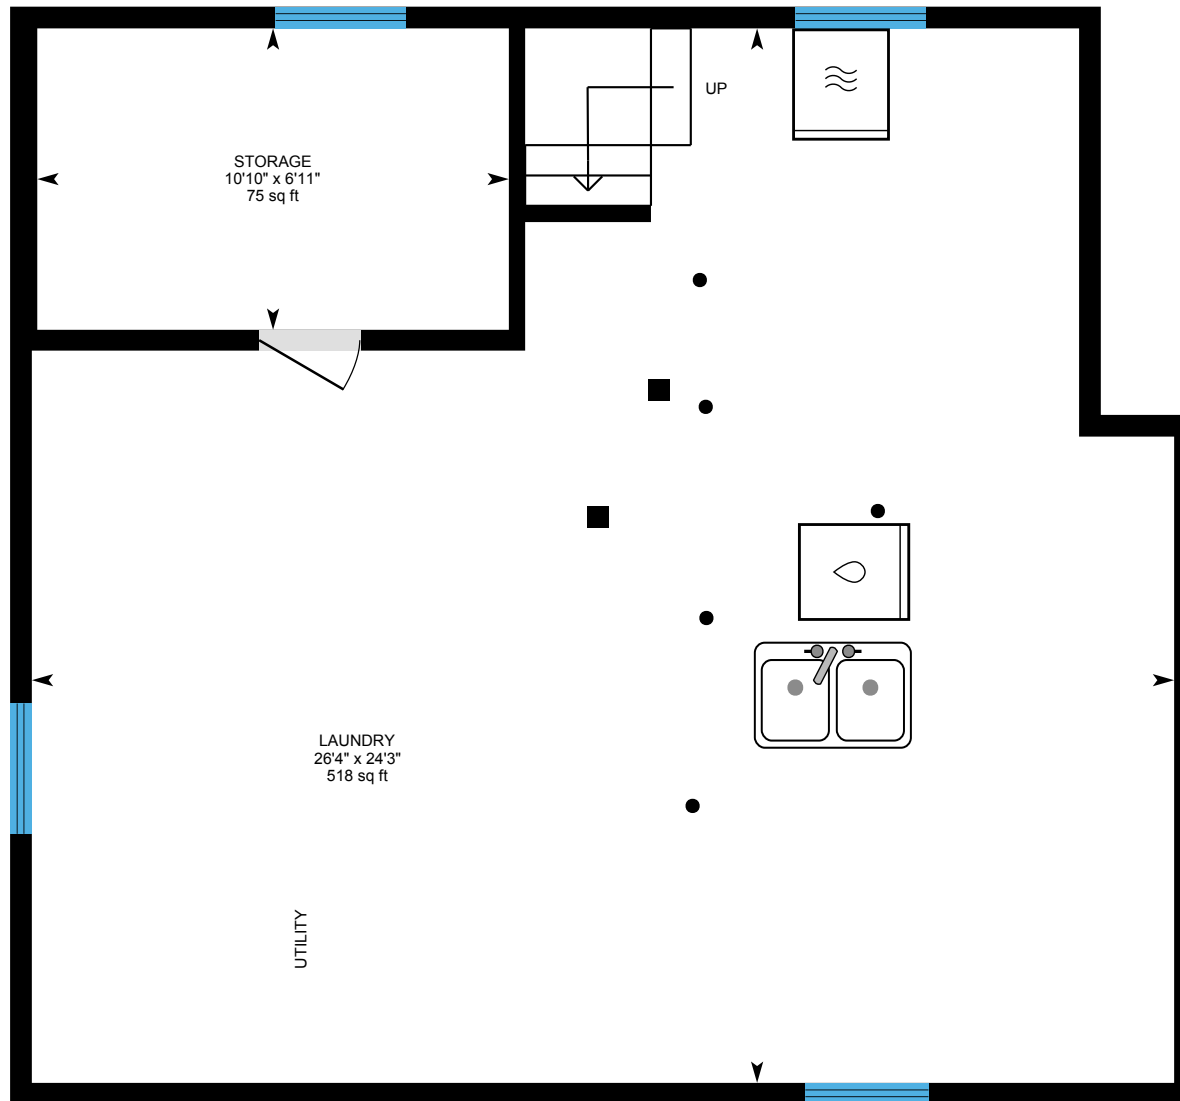 UP
STORAGE
10'10" x 6'11"
75 sq ft
LAUNDRY
26'4" x 24'3"
518 sq ft
UTILITY